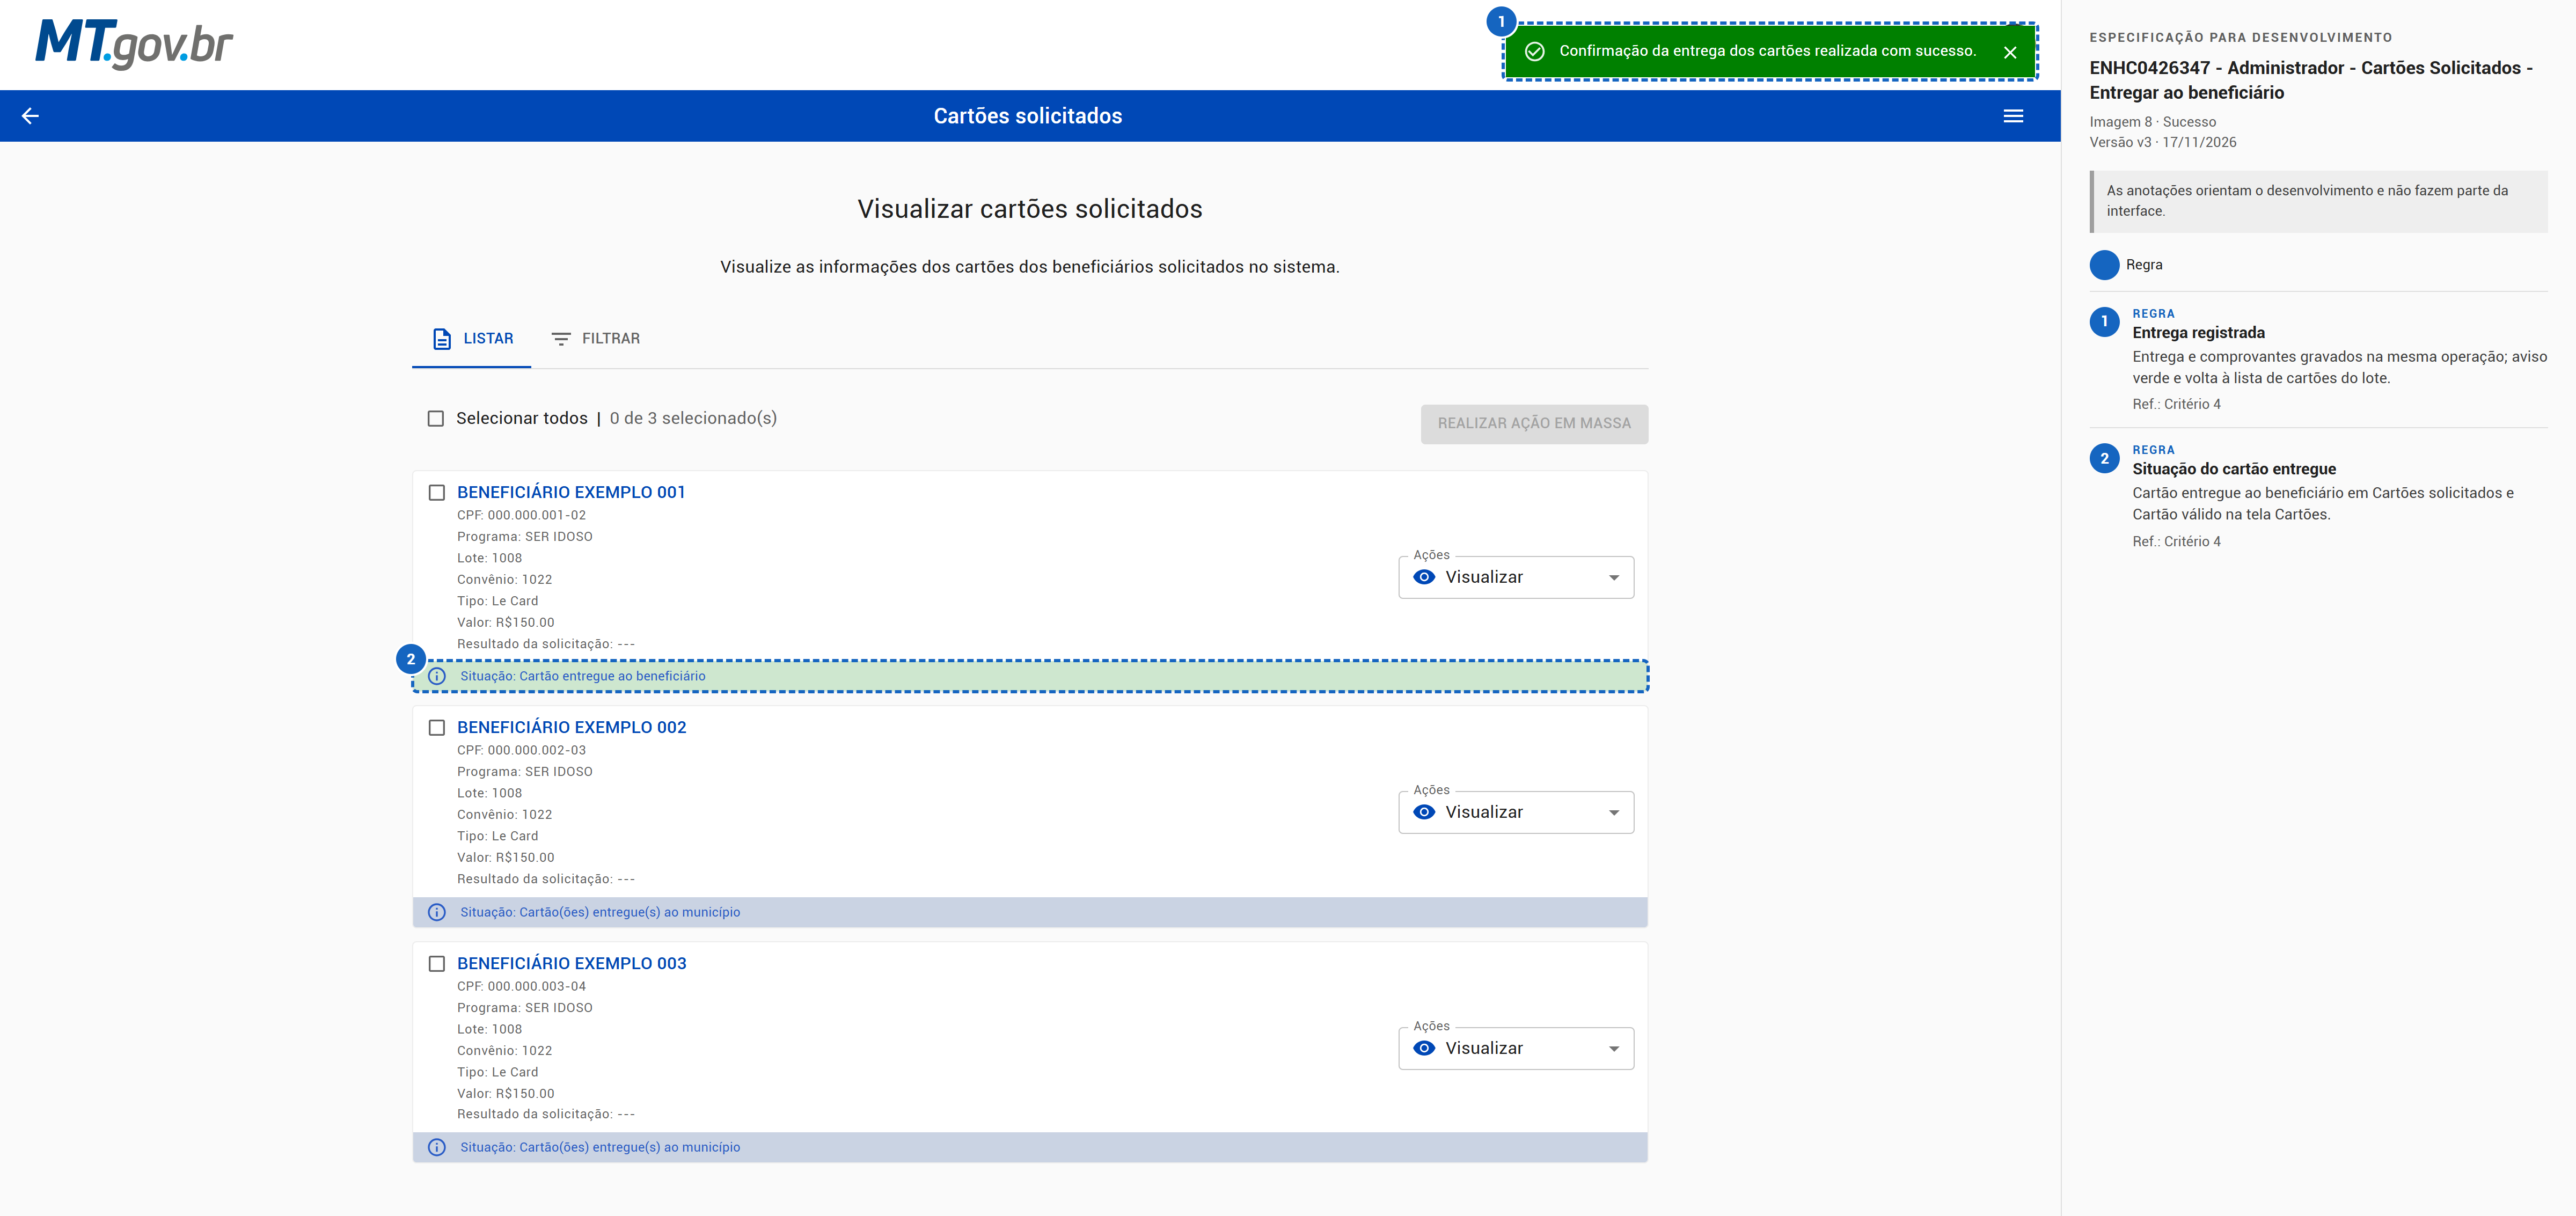 MT.gov.br
1
Confirmação da entrega dos cartões realizada com sucesso.
Cartões solicitados
Visualizar cartões solicitados
Visualize as informações dos cartões dos beneficiários solicitados no sistema.
LISTAR
FILTRAR
Selecionar todos | 0 de 3 selecionado(s)
REALIZAR AÇÃO EM MASSA
BENEFICIÁRIO EXEMPLO 001
CPF: 000.000.001-02
Programa: SER IDOSO
Lote: 1008
Convênio: 1022
Tipo: Le Card
Valor: R$150.00
Resultado da solicitação: ---
Ações
Visualizar
2
Situação: Cartão entregue ao beneficiário
BENEFICIÁRIO EXEMPLO 002
CPF: 000.000.002-03
Programa: SER IDOSO
Lote: 1008
Convênio: 1022
Tipo: Le Card
Valor: R$150.00
Resultado da solicitação: ---
Ações
Visualizar
Situação: Cartão(ões) entregue(s) ao município
BENEFICIÁRIO EXEMPLO 003
CPF: 000.000.003-04
Programa: SER IDOSO
Lote: 1008
Convênio: 1022
Tipo: Le Card
Valor: R$150.00
Resultado da solicitação: ---
Ações
Visualizar
Situação: Cartão(ões) entregue(s) ao município
ESPECIFICAÇÃO PARA DESENVOLVIMENTO
ENHC0426347 - Administrador - Cartões Solicitados -
Entregar ao beneficiário
Imagem 8 · Sucesso
Versão v3 · 17/11/2026
As anotações orientam o desenvolvimento e não fazem parte da
interface.
Regra
1
REGRA
Entrega registrada
Entrega e comprovantes gravados na mesma operação; aviso
verde e volta à lista de cartões do lote.
Ref.: Critério 4
2
REGRA
Situação do cartão entregue
Cartão entregue ao beneficiário em Cartões solicitados e
Cartão válido na tela Cartões.
Ref.: Critério 4